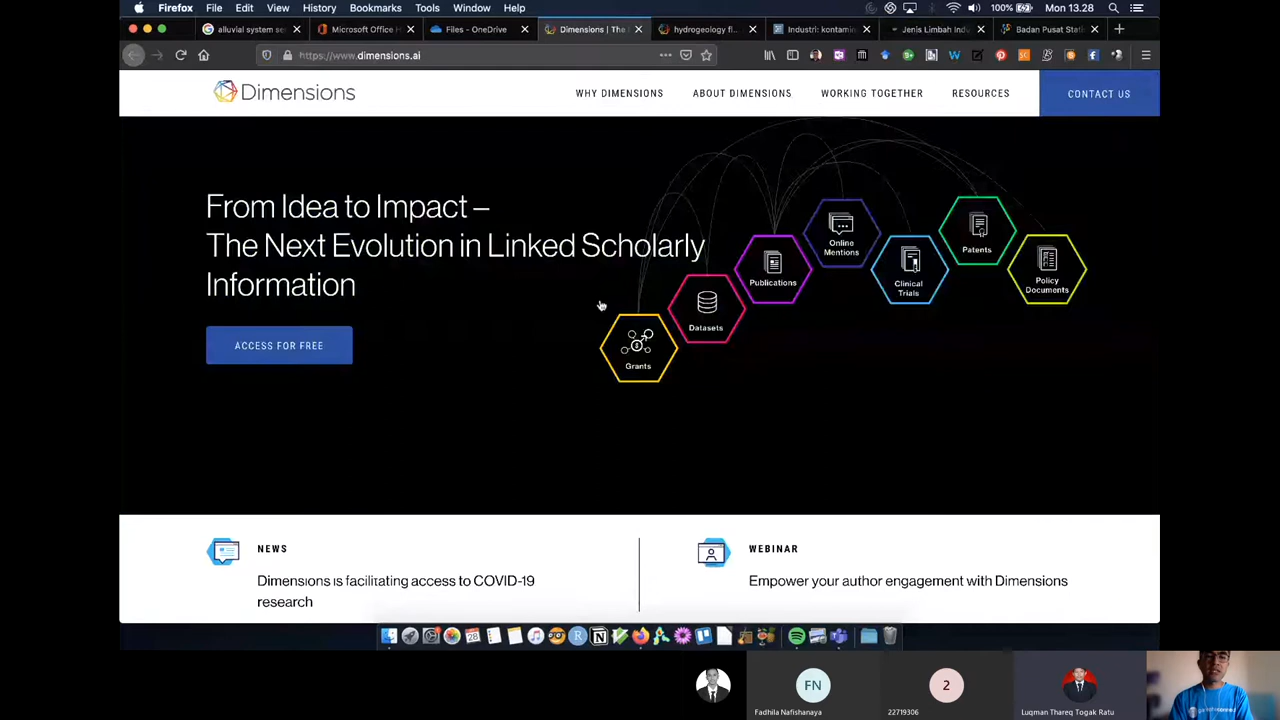 Firefox File Edit View History Bookmarks Tools Window Help
100% Mon 13.28
alluvial system se
Microsoft Office H
Files - OneDrive
Dimensions | The
hydrogeology fl
Industri: kontamin
Jenis Limbah Indu
Badan Pusat Stati
https://www.dimensions.ai
Dimensions
WHY DIMENSIONS
ABOUT DIMENSIONS
WORKING TOGETHER
RESOURCES
CONTACT US
From Idea to Impact –
The Next Evolution in Linked Scholarly
Information
ACCESS FOR FREE
Grants
Datasets
Publications
Online
Mentions
Clinical
Trials
Patents
Policy
Documents
NEWS
Dimensions is facilitating access to COVID-19
research
WEBINAR
Empower your author engagement with Dimensions
FN
Fadhila Nafishanaya
2
22719306
Luqman Thareq Togak Ratu